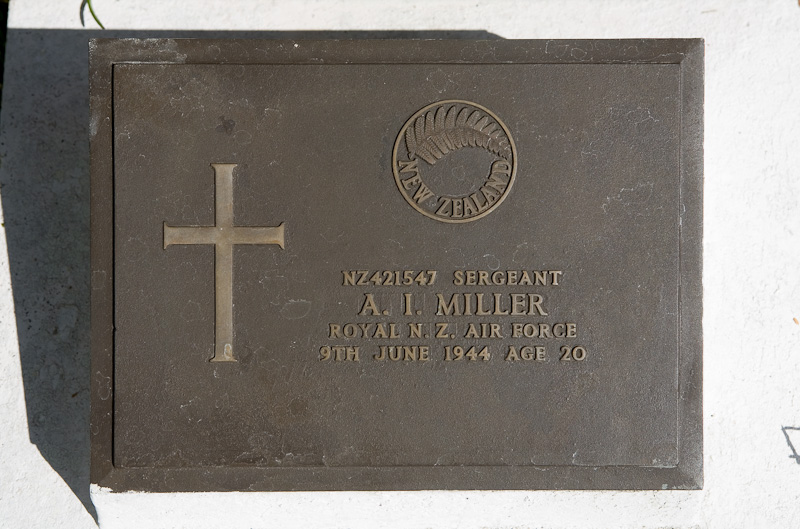 NEW ZEALAND
NZ421547 SERGEANT
A. I. MILLER
ROYAL N. Z. AIR FORCE
9TH JUNE 1944 AGE 20